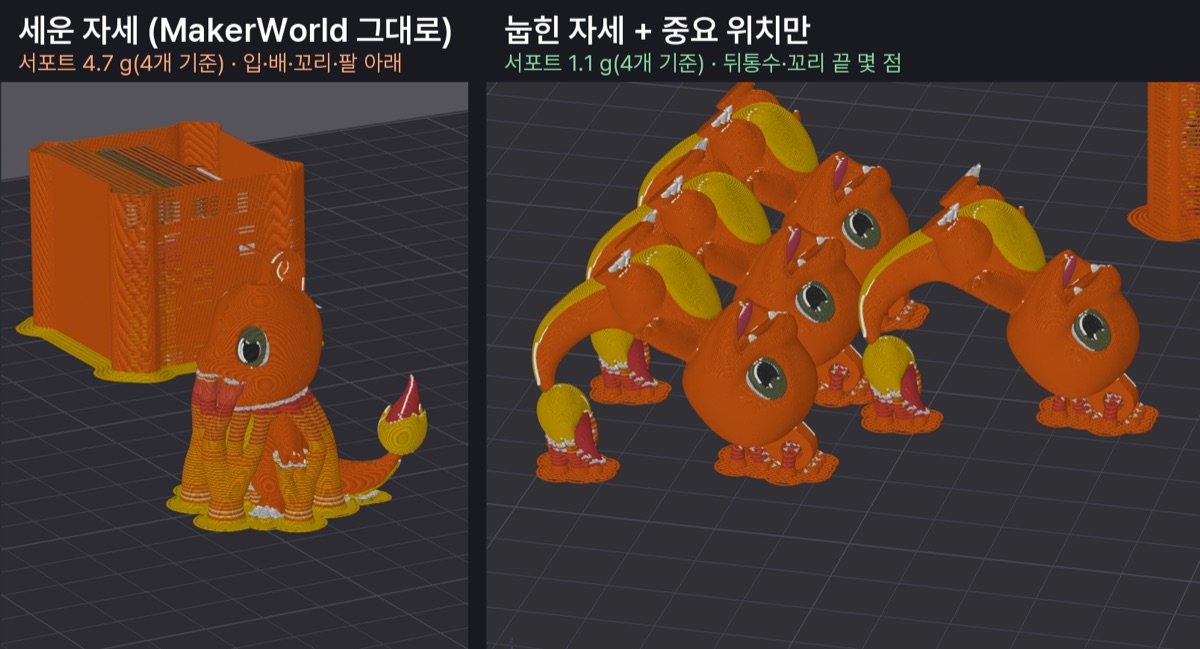 세운 자세 (MakerWorld 그대로)
서포트 4.7 g(4개 기준) · 입·배·꼬리·팔 아래
눕힌 자세 + 중요 위치만
서포트 1.1 g(4개 기준) · 뒤통수·꼬리 끝 몇 점